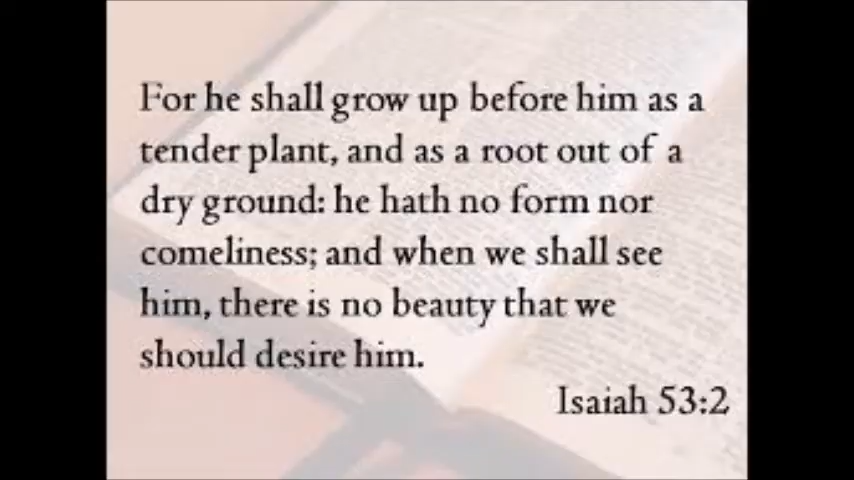 For he shall grow up before him as a
tender plant, and as a root out of a
dry ground: he hath no form nor
comeliness; and when we shall see
him, there is no beauty that we
should desire him.
Isaiah 53:2